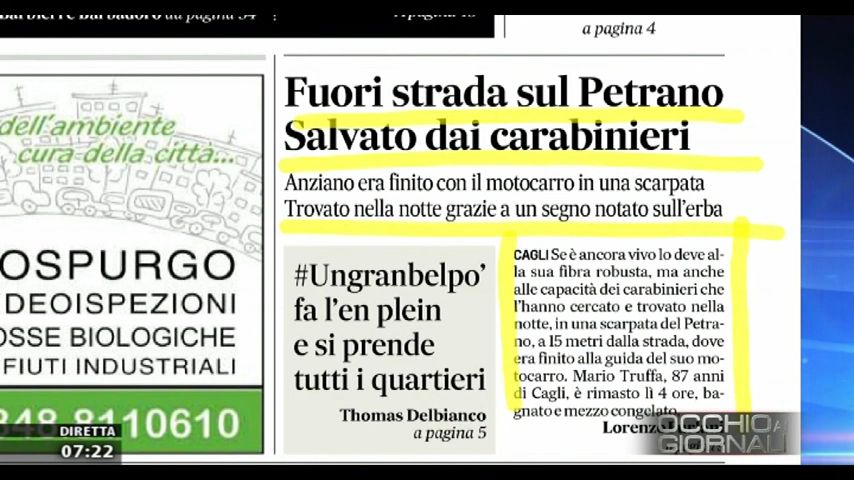 a pagina 34
a pagina 4
dell'ambiente
cura della città...
OSPURGO
DEOISPEZIONI
OSSE BIOLOGICHE
FIUTI INDUSTRIALI
848 8110610
Fuori strada sul Petrano
Salvato dai carabinieri
Anziano era finito con il motocarro in una scarpata
Trovato nella notte grazie a un segno notato sull'erba
#Ungranbelpo'
fa l'en plein
e si prende
tutti i quartieri
Thomas Delbianco
a pagina 5
CAGLI Se è ancora vivo lo deve al-
la sua fibra robusta, ma anche
alle capacità dei carabinieri che
l'hanno cercato e trovato nella
notte, in una scarpata del Petra-
no, a 15 metri dalla strada, dove
era finito alla guida del suo mo-
tocarro. Mario Truffa, 87 anni
di Cagli, è rimasto lì 4 ore, ba-
gnato e mezzo congelato.
Lorenzo
DIRETTA
07:22
OCCHIO AI
GIORNALI